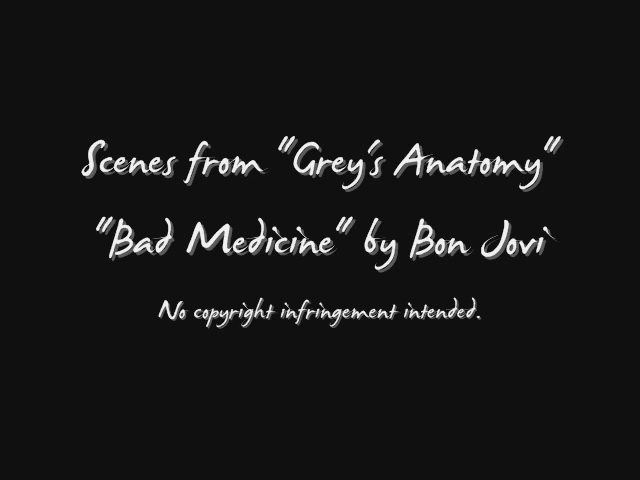 Scenes from "Grey's Anatomy"
"Bad Medicine" by Bon Jovi
No copyright infringement intended.